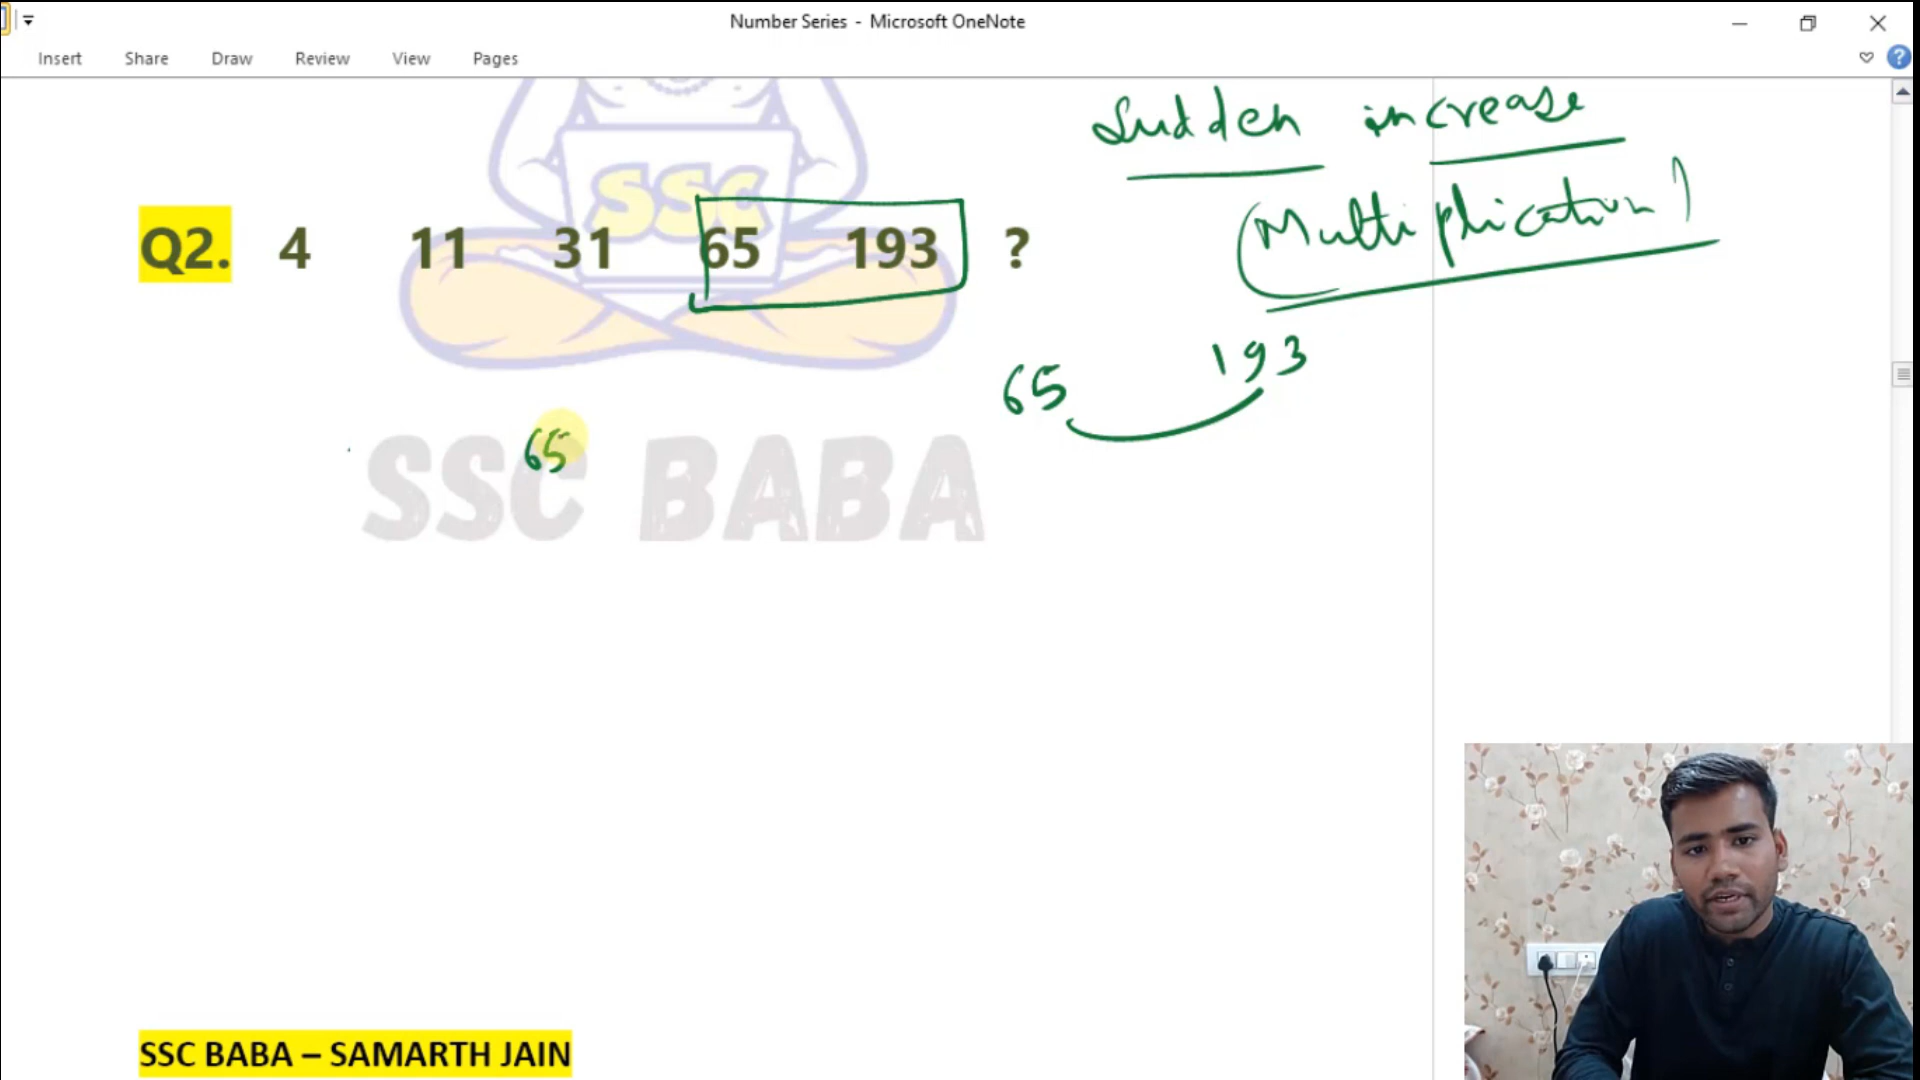 Number Series - Microsoft OneNote
Insert Share Draw Review View Pages
?
Sudden increase
(Multiplication)
SSC
Q2. 4 11 31 65 193 ?
65 193
65
SSC BABA
SSC BABA – SAMARTH JAIN